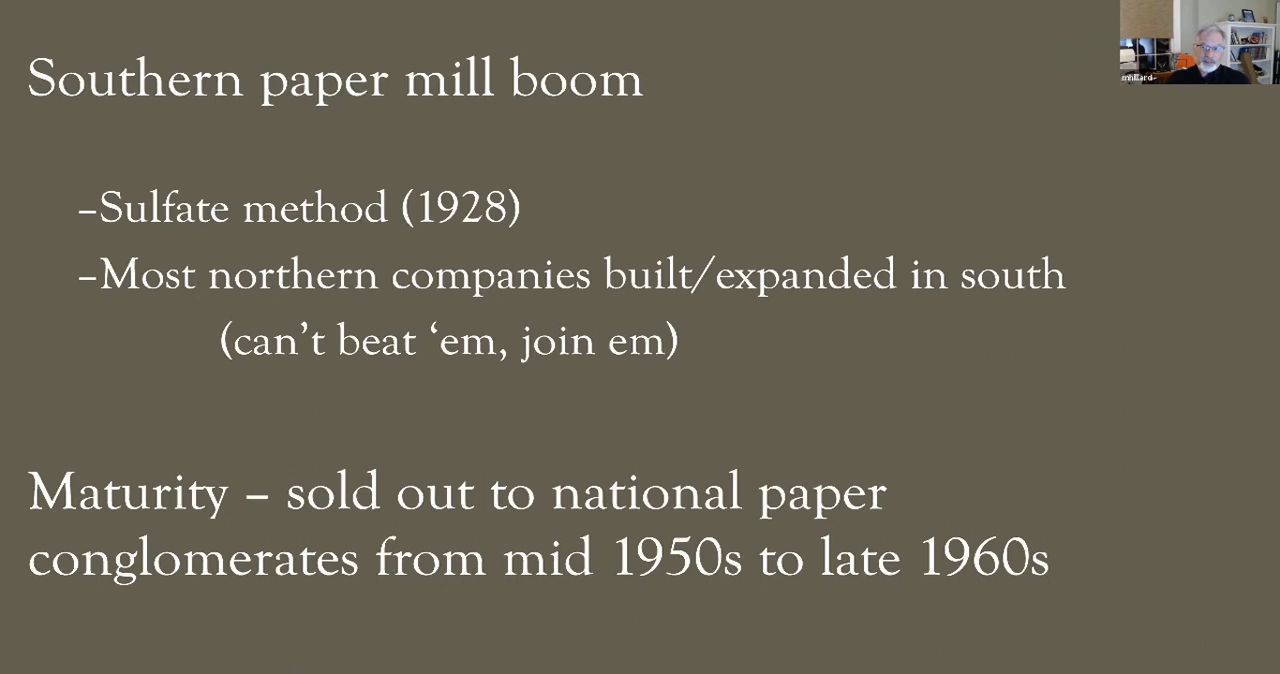 Southern paper mill boom
–Sulfate method (1928)
–Most northern companies built/expanded in south
(can’t beat ‘em, join em)
Maturity – sold out to national paper
conglomerates from mid 1950s to late 1960s